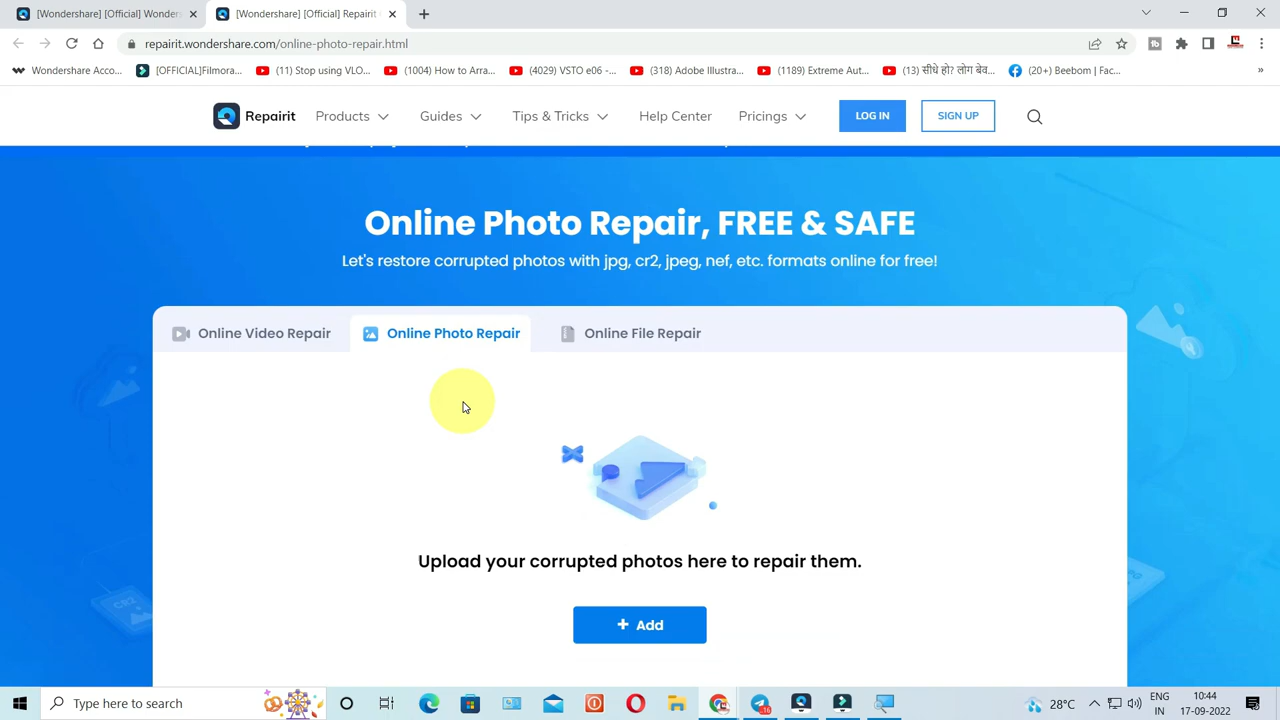 [Wondershare] [Official] Wonders
[Wondershare] [Official] Repairit
repairit.wondershare.com/online-photo-repair.html
Wondershare Acco...
[OFFICIAL]Filmora...
(11) Stop using VLO...
(1004) How to Arra...
(4029) VSTO e06 -...
(318) Adobe Illustra...
(1189) Extreme Aut...
(13) सीधे हो? लोग बेव...
(20+) Beebom | Fac...
Repairit
Products
Guides
Tips & Tricks
Help Center
Pricings
LOG IN
SIGN UP
Online Photo Repair, FREE & SAFE
Let's restore corrupted photos with jpg, cr2, jpeg, nef, etc. formats online for free!
Online Video Repair
Online Photo Repair
Online File Repair
CR2
Upload your corrupted photos here to repair them.
+ Add
Type here to search
16
28°C
ENG
IN
10:44
17-09-2022